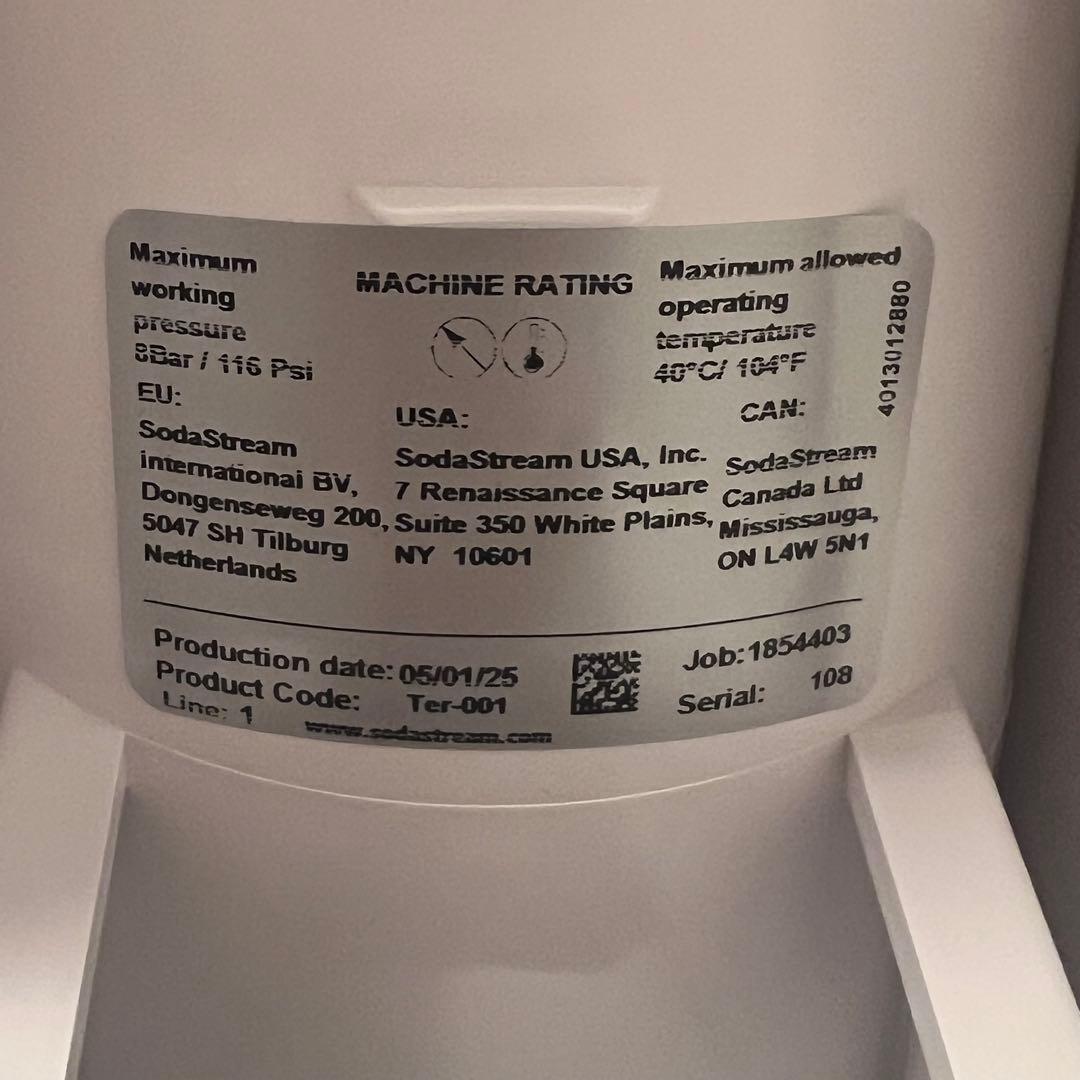 Maximum
working
pressure
8Bar / 116 Psi
MACHINE RATING
Maximum allowed
operating
temperature
40°C/ 104°F
4013012880
EU:
SodaStream
international BV,
Dongenseweg 200,
5047 SH Tilburg
Netherlands
USA:
SodaStream USA, Inc.
7 Renaissance Square
Suite 350 White Plains,
NY 10601
CAN:
SodaStream
Canada Ltd
Mississauga,
ON L4W 5N1
Production date: 05/01/25
Product Code: Ter-001
Line: 1
www.sodastream.com
Job:1854403
Serial: 108